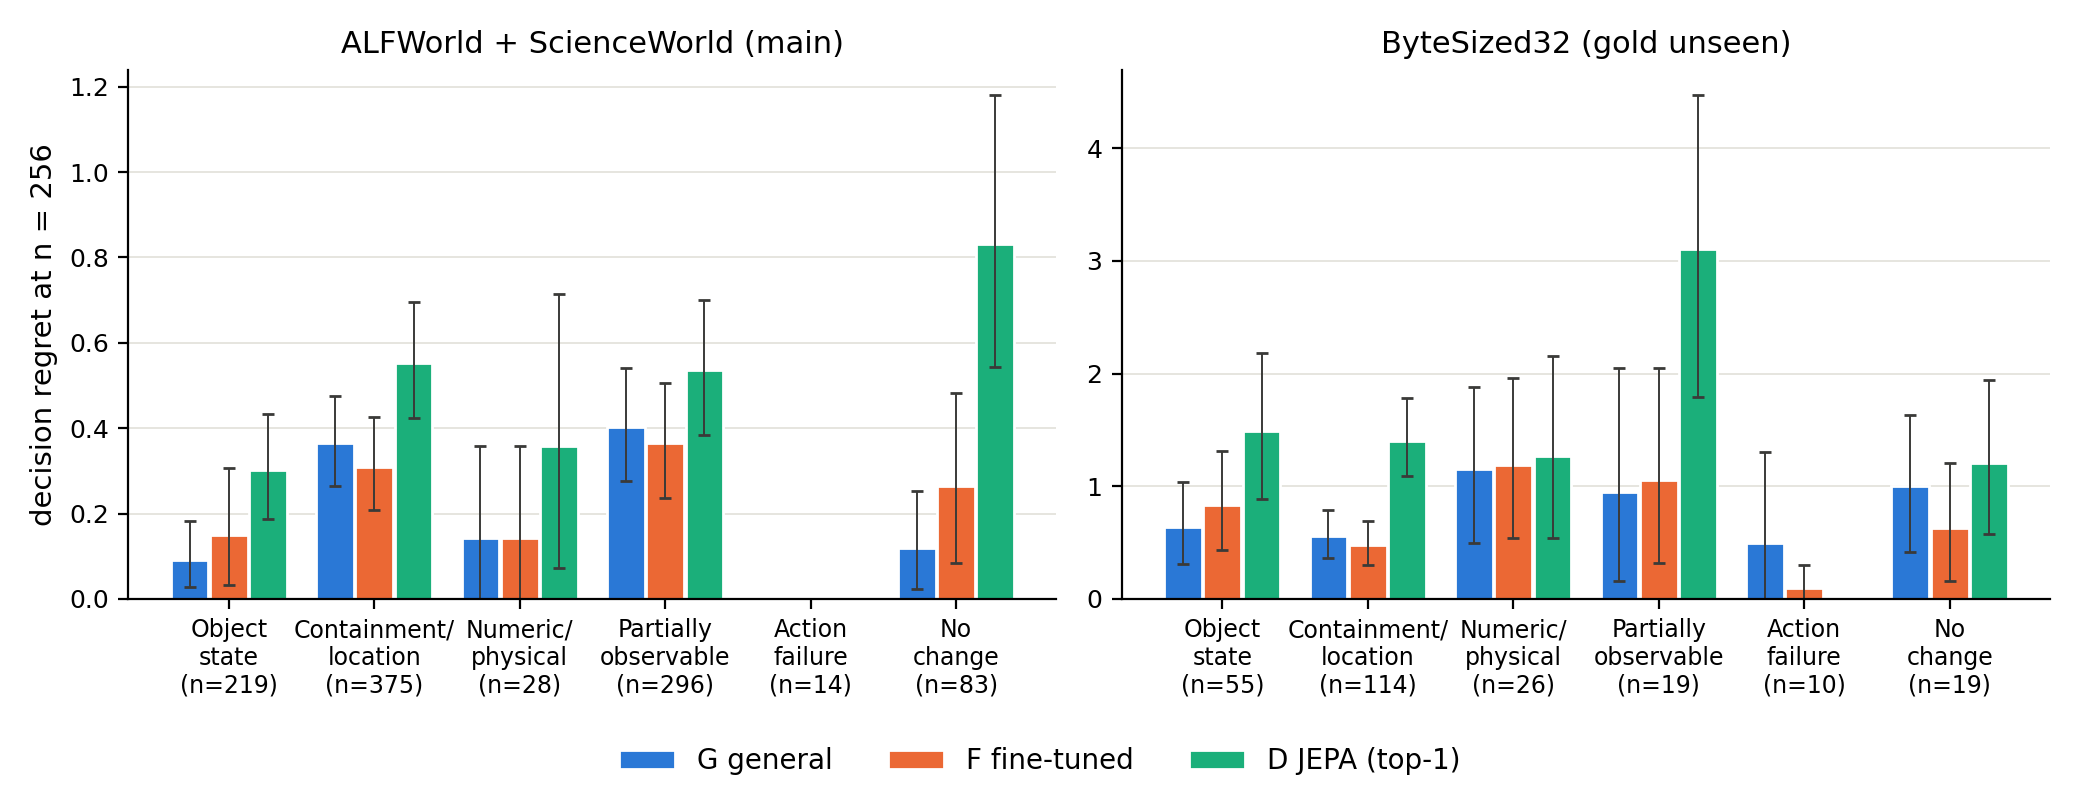 ALFWorld + ScienceWorld (main)
decision regret at n = 256
1.2
1.0
0.8
0.6
0.4
0.2
0.0
Object
state
(n=219)
Containment/
location
(n=375)
Numeric/
physical
(n=28)
Partially
observable
(n=296)
Action
failure
(n=14)
No
change
(n=83)
ByteSized32 (gold unseen)
4
3
2
1
0
Object
state
(n=55)
Containment/
location
(n=114)
Numeric/
physical
(n=26)
Partially
observable
(n=19)
Action
failure
(n=10)
No
change
(n=19)
G general
F fine-tuned
D JEPA (top-1)